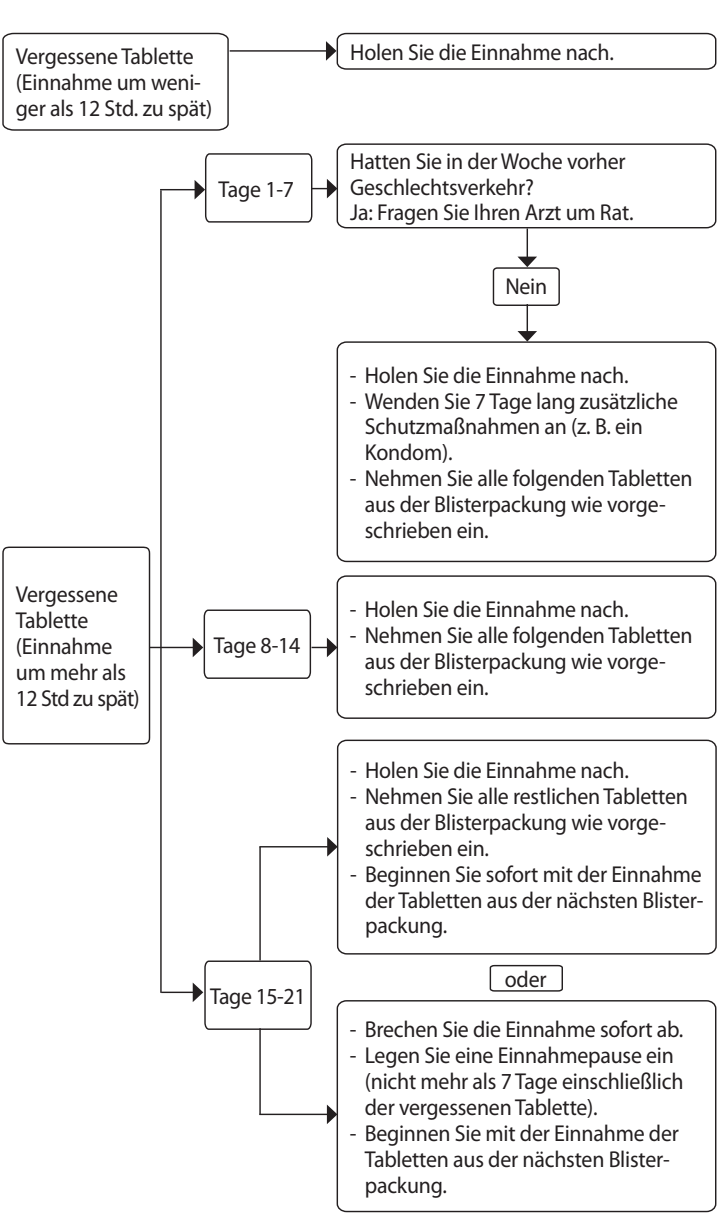 Vergessene Tablette
(Einnahme um weni-
ger als 12 Std. zu spät)
Holen Sie die Einnahme nach.
Tage 1-7
Hatten Sie in der Woche vorher
Geschlechtsverkehr?
Ja: Fragen Sie Ihren Arzt um Rat.
Nein
- Holen Sie die Einnahme nach.
- Wenden Sie 7 Tage lang zusätzliche
Schutzmaßnahmen an (z. B. ein
Kondom).
- Nehmen Sie alle folgenden Tabletten
aus der Blisterpackung wie vorge-
schrieben ein.
Vergessene
Tablette
(Einnahme
um mehr als
12 Std zu spät)
Tage 8-14
- Holen Sie die Einnahme nach.
- Nehmen Sie alle folgenden Tabletten
aus der Blisterpackung wie vorge-
schrieben ein.
Tage 15-21
- Holen Sie die Einnahme nach.
- Nehmen Sie alle restlichen Tabletten
aus der Blisterpackung wie vorge-
schrieben ein.
- Beginnen Sie sofort mit der Einnahme
der Tabletten aus der nächsten Blister-
packung.
oder
- Brechen Sie die Einnahme sofort ab.
- Legen Sie eine Einnahmepause ein
(nicht mehr als 7 Tage einschließlich
der vergessenen Tablette).
- Beginnen Sie mit der Einnahme der
Tabletten aus der nächsten Blister-
packung.